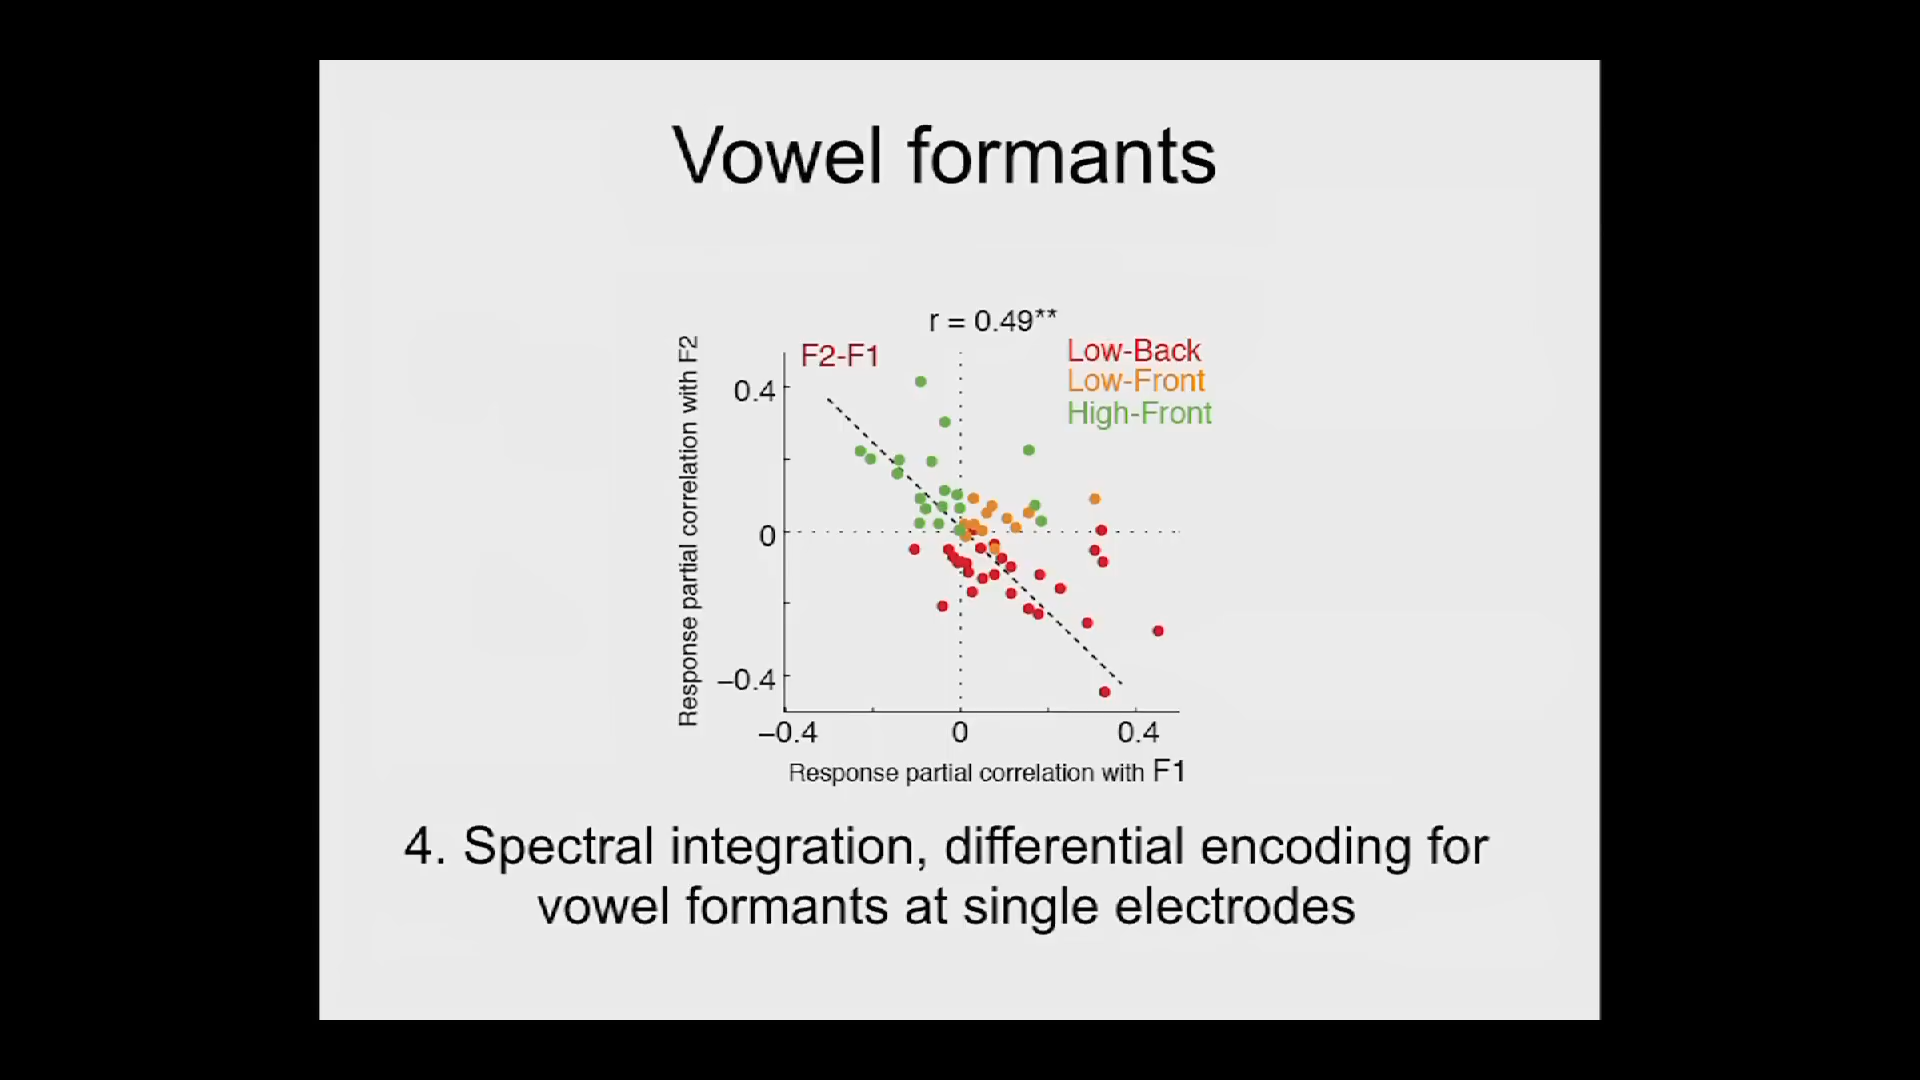 Vowel formants
r = 0.49**
F2-F1
Low-Back
Low-Front
High-Front
Response partial correlation with F2
0.4
0
−0.4
−0.4
0
0.4
Response partial correlation with F1
4. Spectral integration, differential encoding for
vowel formants at single electrodes